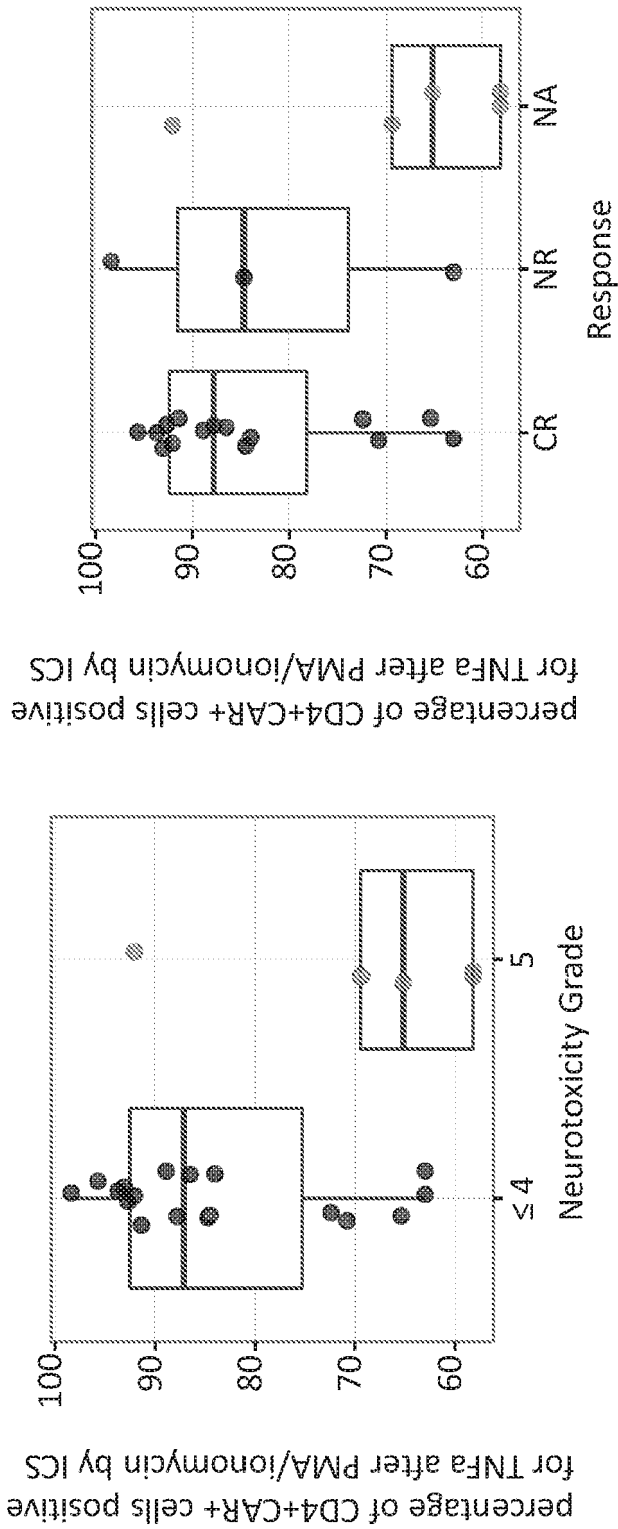 percentage of CD4+CAR+ cells positive
for TNFa after PMA/ionomycin by ICS
100
90
80
70
60
≤ 4
5
Neurotoxicity Grade
percentage of CD4+CAR+ cells positive
for TNFa after PMA/ionomycin by ICS
100
90
80
70
60
CR
NR
NA
Response